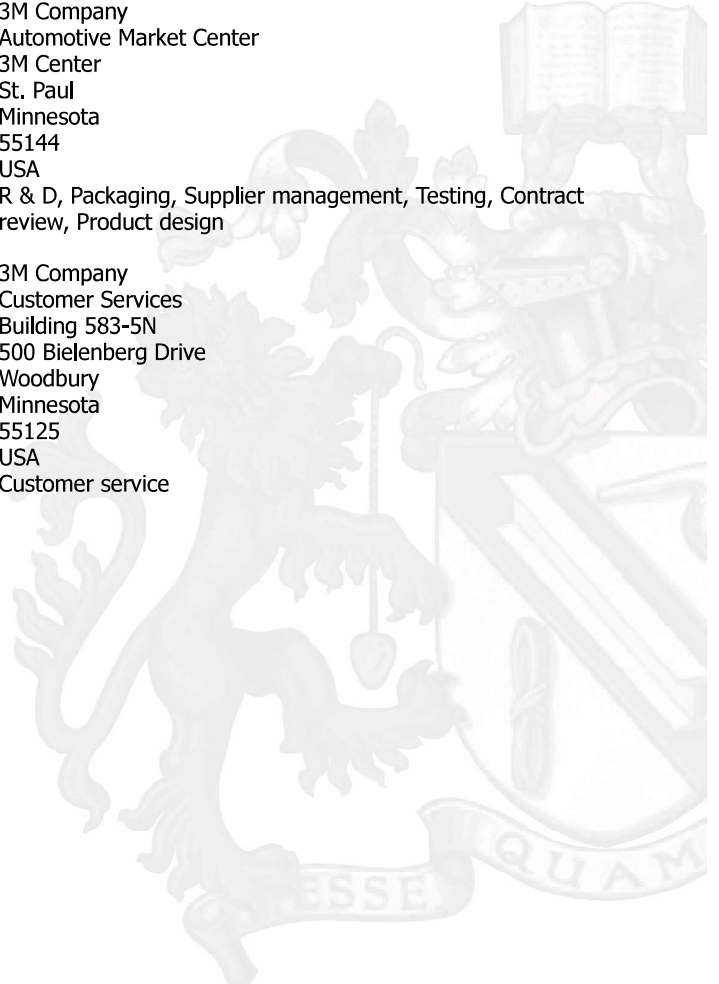 3M Company
Automotive Market Center
3M Center
St. Paul
Minnesota
55144
USA
R & D, Packaging, Supplier management, Testing, Contract
review, Product design
3M Company
Customer Services
Building 583-5N
500 Bielenberg Drive
Woodbury
Minnesota
55125
USA
Customer service
ESSE QUAM